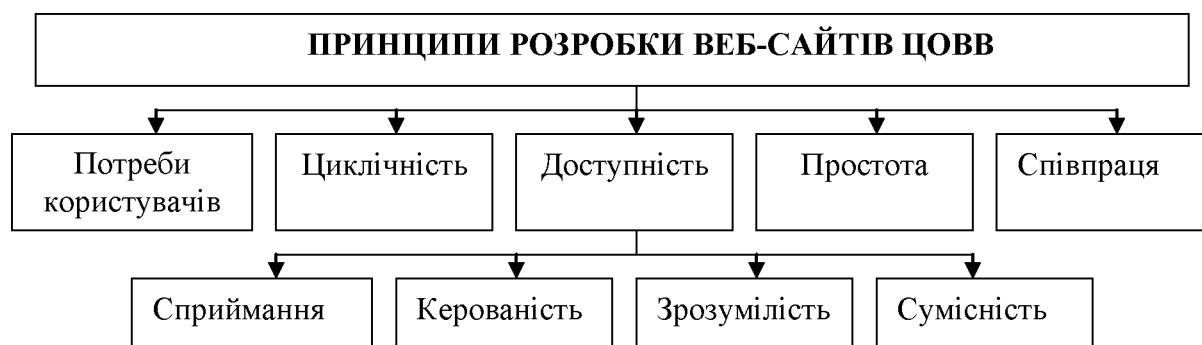 ПРИНЦИПИ РОЗРОБКИ ВЕБ-САЙТІВ ЦОВВ
Потреби
користувачів
Циклічність
Доступність
Простота
Співпраця
Сприймання
Керованість
Зрозумілість
Сумісність